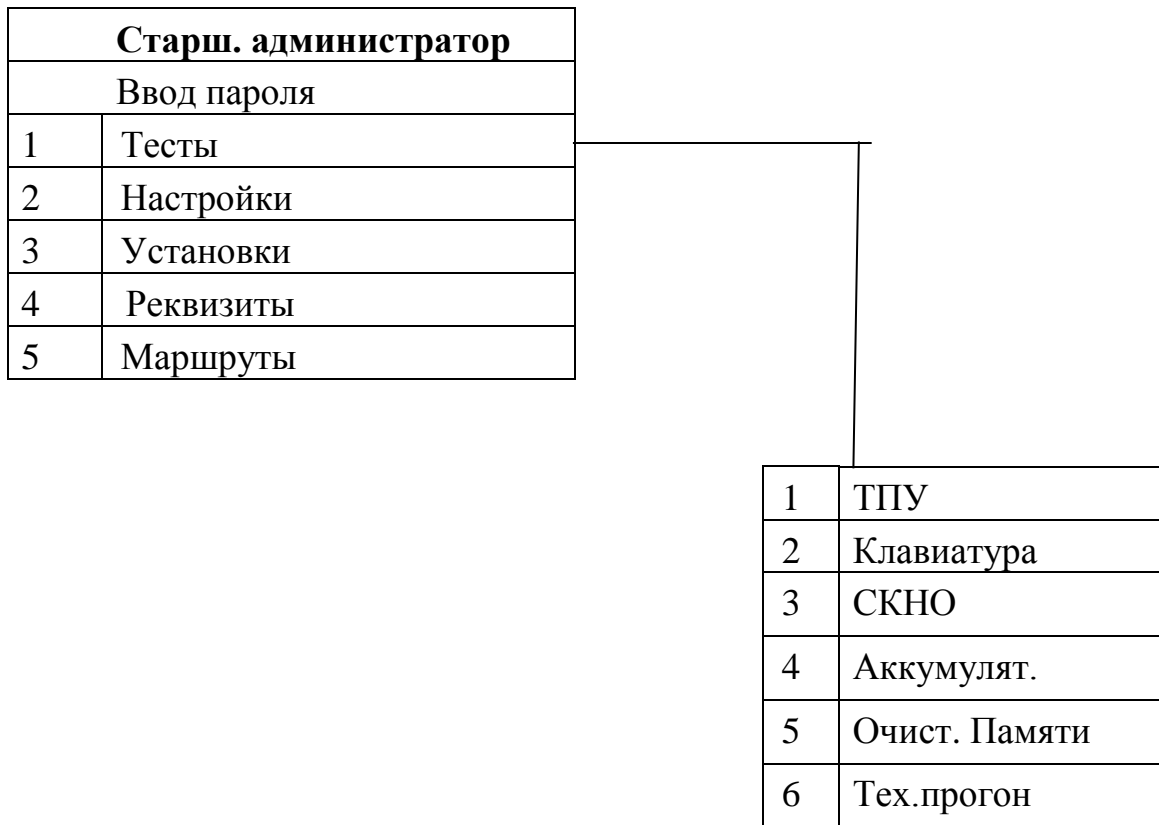 Старш. администратор
Ввод пароля
1 Тесты
2 Настройки
3 Установки
4 Реквизиты
5 Маршруты
1 ТПУ
2 Клавиатура
3 СКНО
4 Аккумулят.
5 Очист. Памяти
6 Тех.прогон